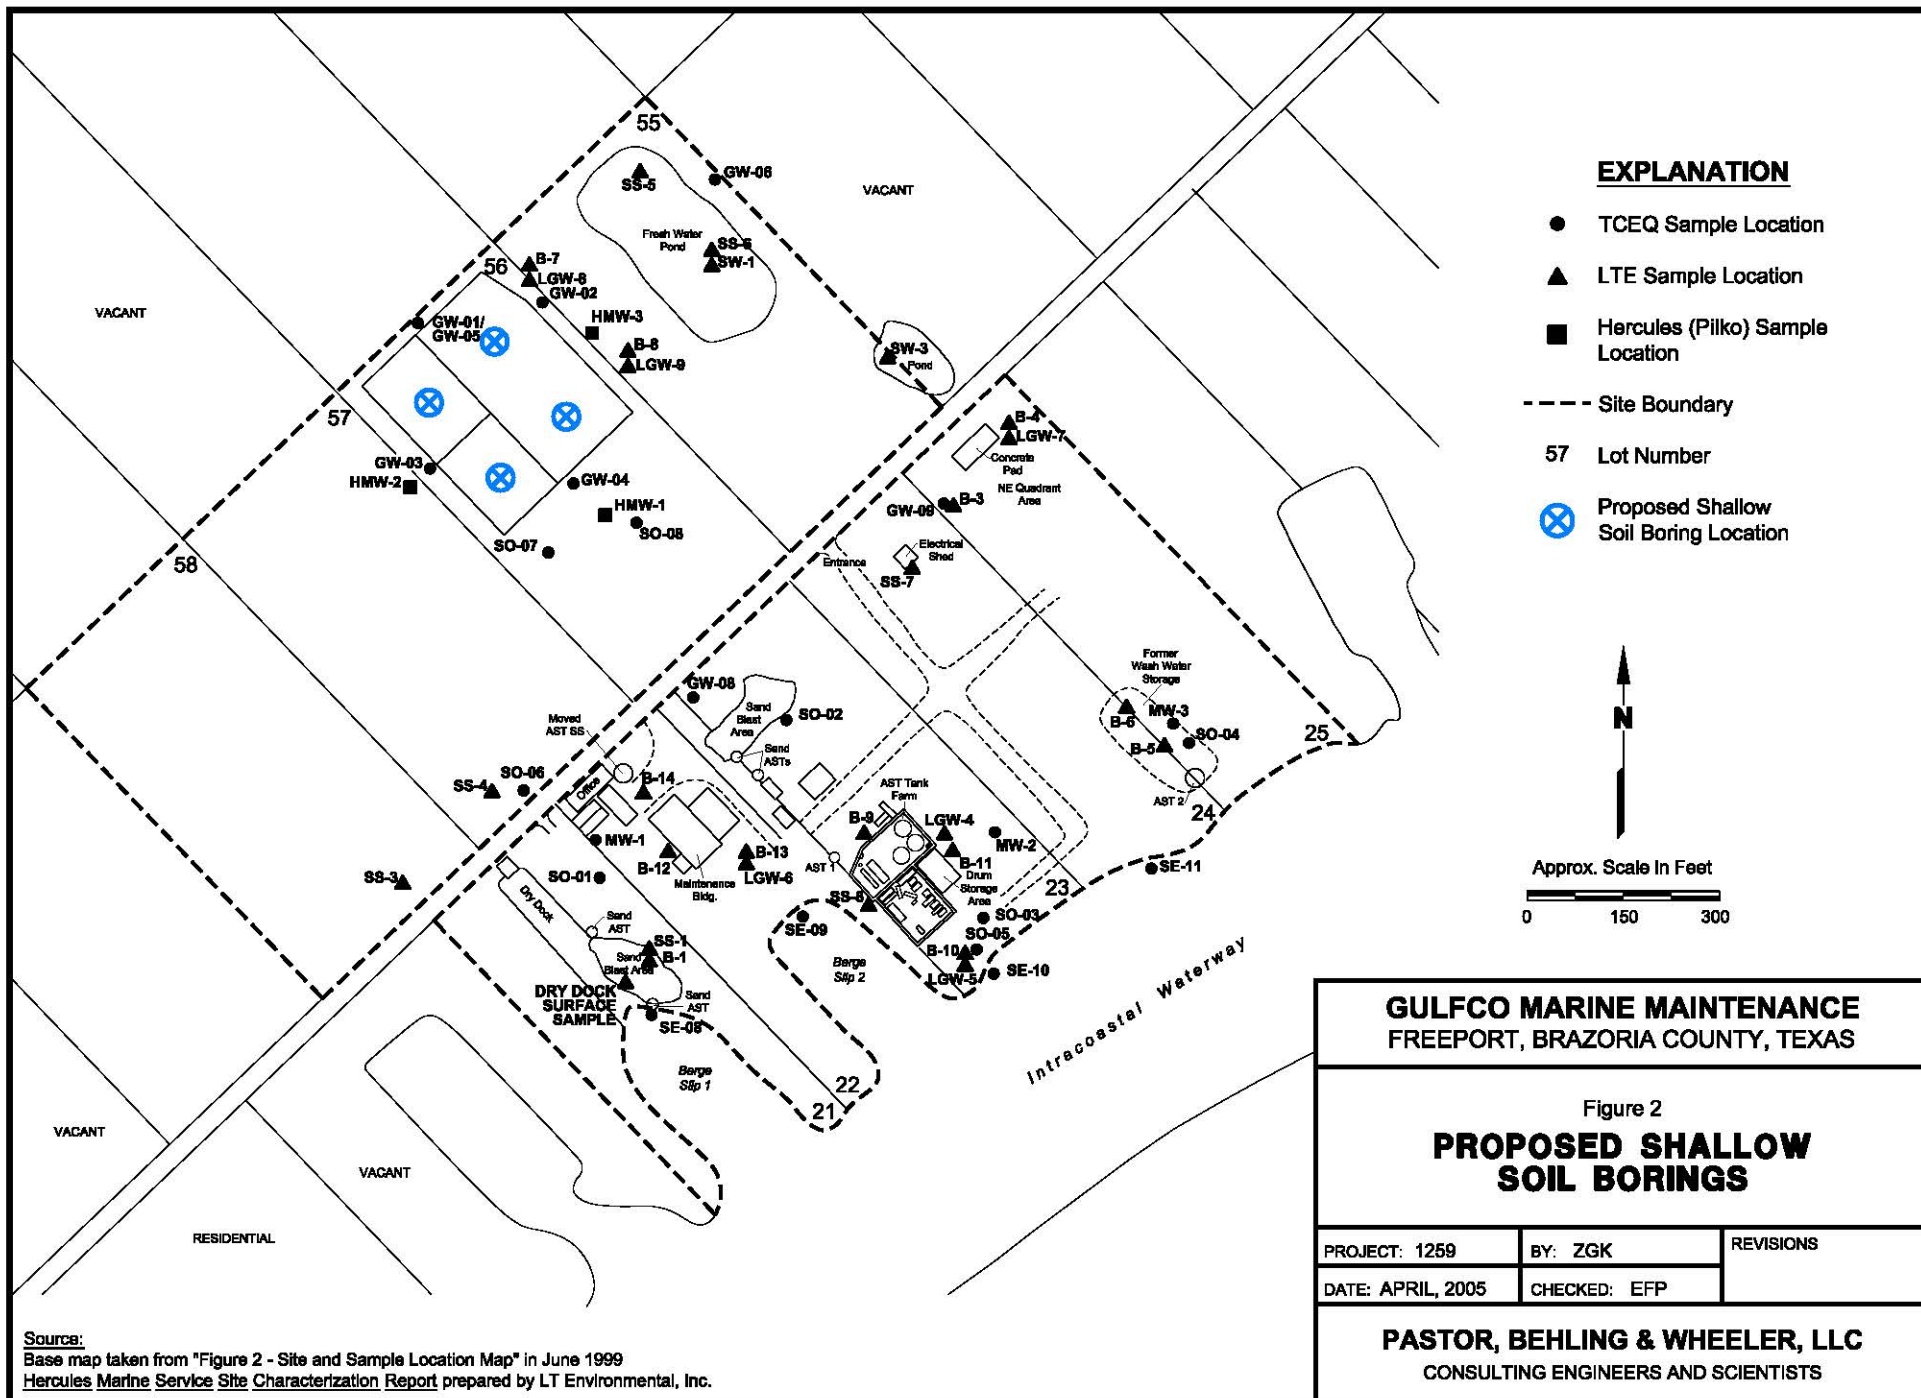 55
GW-06
SS-5
VACANT
Fresh Water
Pond
SS-6
SW-1
B-7
56
LGW-8
GW-02
HMW-3
VACANT
GW-01/
GW-05
B-8
LGW-9
SW-3
Pond
57
B-4
LGW-7
Concrete
Pad
NE Quadrant
Area
GW-03
HMW-2
GW-04
B-3
GW-09
HMW-1
SO-08
SO-07
Electrical
Shed
Entrance
SS-7
58
Former
Wash Water
Storage
GW-08
Sand
Blast
Area
SO-02
B-6
MW-3
SO-04
B-5
25
Moved
AST SS
Sand
ASTs
SO-06
SS-4
Office
B-14
AST Tank
Farm
AST 2
24
B-9
LGW-4
MW-2
MW-1
B-12
B-13
LGW-6
AST 1
B-11
Drum
Storage
Area
SE-11
SS-3
SO-01
Maintenance
Bldg.
23
Dry Dock
SS-8
SO-03
Sand
AST
SE-09
SO-05
SS-1
B-1
Sand
Blast Area
B-10
LGW-5
SE-10
Barge
Slip 2
DRY DOCK
SURFACE
SAMPLE
Sand
AST
SE-08
Intracoastal Waterway
Barge
Slip 1
22
21
VACANT
VACANT
RESIDENTIAL
EXPLANATION
TCEQ Sample Location
LTE Sample Location
Hercules (Pilko) Sample
Location
Site Boundary
57 Lot Number
Proposed Shallow
Soil Boring Location
N
Approx. Scale in Feet
0 150 300
GULFCO MARINE MAINTENANCE
FREEPORT, BRAZORIA COUNTY, TEXAS
Figure 2
PROPOSED SHALLOW
SOIL BORINGS
PROJECT: 1259 BY: ZGK REVISIONS
DATE: APRIL, 2005 CHECKED: EFP
PASTOR, BEHLING & WHEELER, LLC
CONSULTING ENGINEERS AND SCIENTISTS
Source:
Base map taken from "Figure 2 - Site and Sample Location Map" in June 1999
Hercules Marine Service Site Characterization Report prepared by LT Environmental, Inc.